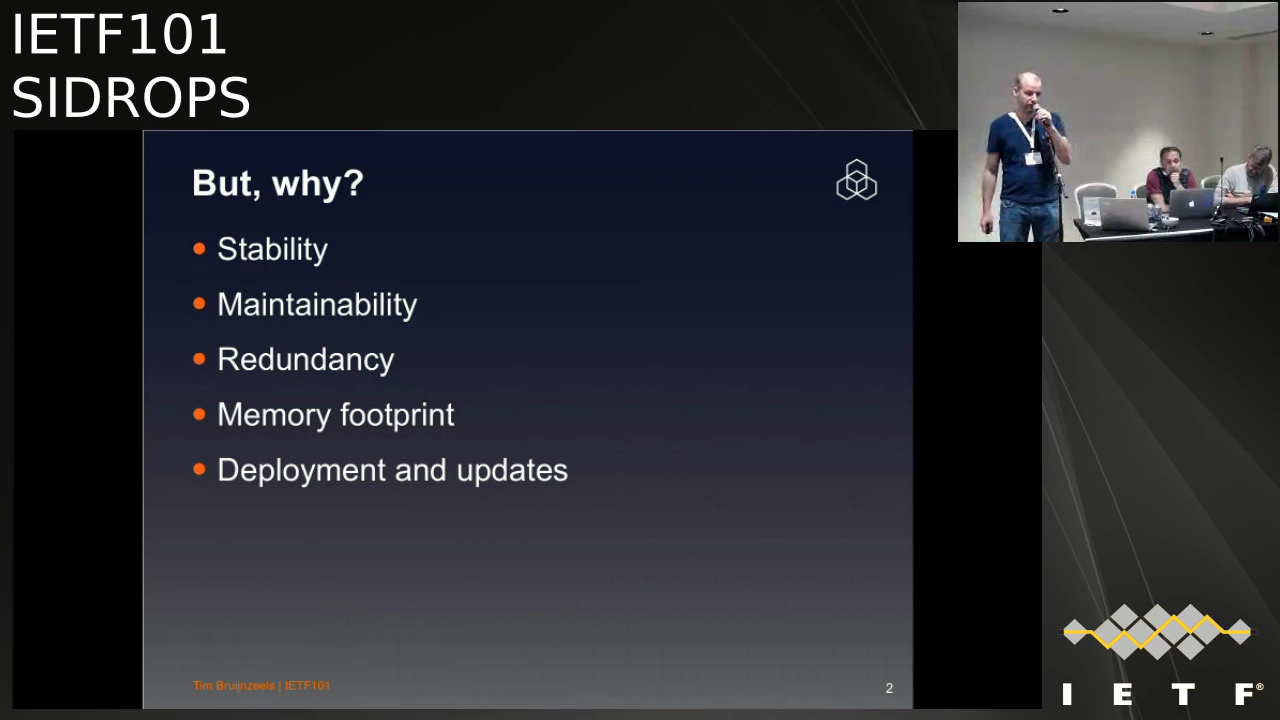 IETF101
SIDROPS
But, why?
Stability
Maintainability
Redundancy
Memory footprint
Deployment and updates
Tim Bruijnzeels | IETF101
2
I E T F®